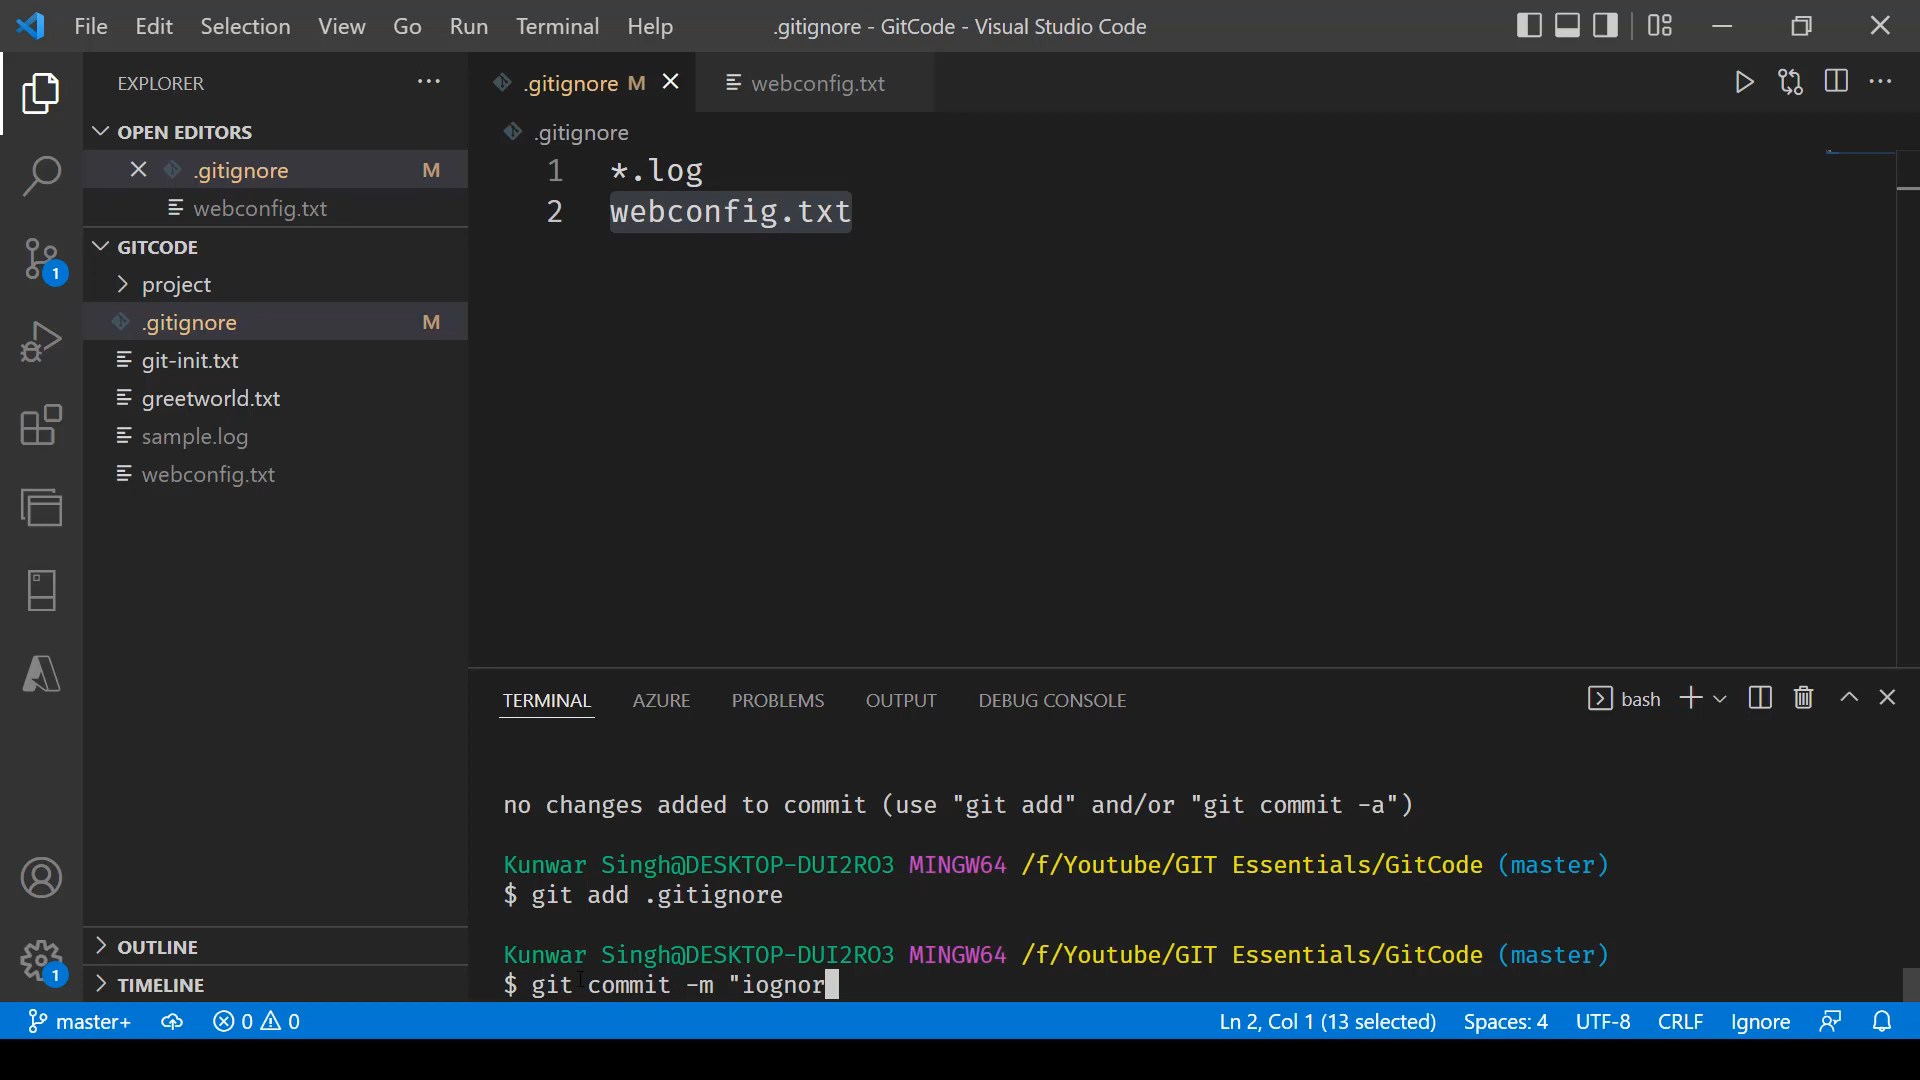 File Edit Selection View Go Run Terminal Help .gitignore - GitCode - Visual Studio Code
EXPLORER
OPEN EDITORS
.gitignore M
webconfig.txt
GITCODE
project
.gitignore M
git-init.txt
greetworld.txt
sample.log
webconfig.txt
OUTLINE
TIMELINE
1
1
.gitignore M webconfig.txt
.gitignore
1 *.log
2 webconfig.txt
TERMINAL AZURE PROBLEMS OUTPUT DEBUG CONSOLE bash
no changes added to commit (use "git add" and/or "git commit -a")
Kunwar Singh@DESKTOP-DUI2RO3 MINGW64 /f/Youtube/GIT Essentials/GitCode (master)
$ git add .gitignore
Kunwar Singh@DESKTOP-DUI2RO3 MINGW64 /f/Youtube/GIT Essentials/GitCode (master)
$ git commit -m "iognor
master+ 0 0 Ln 2, Col 1 (13 selected) Spaces: 4 UTF-8 CRLF Ignore